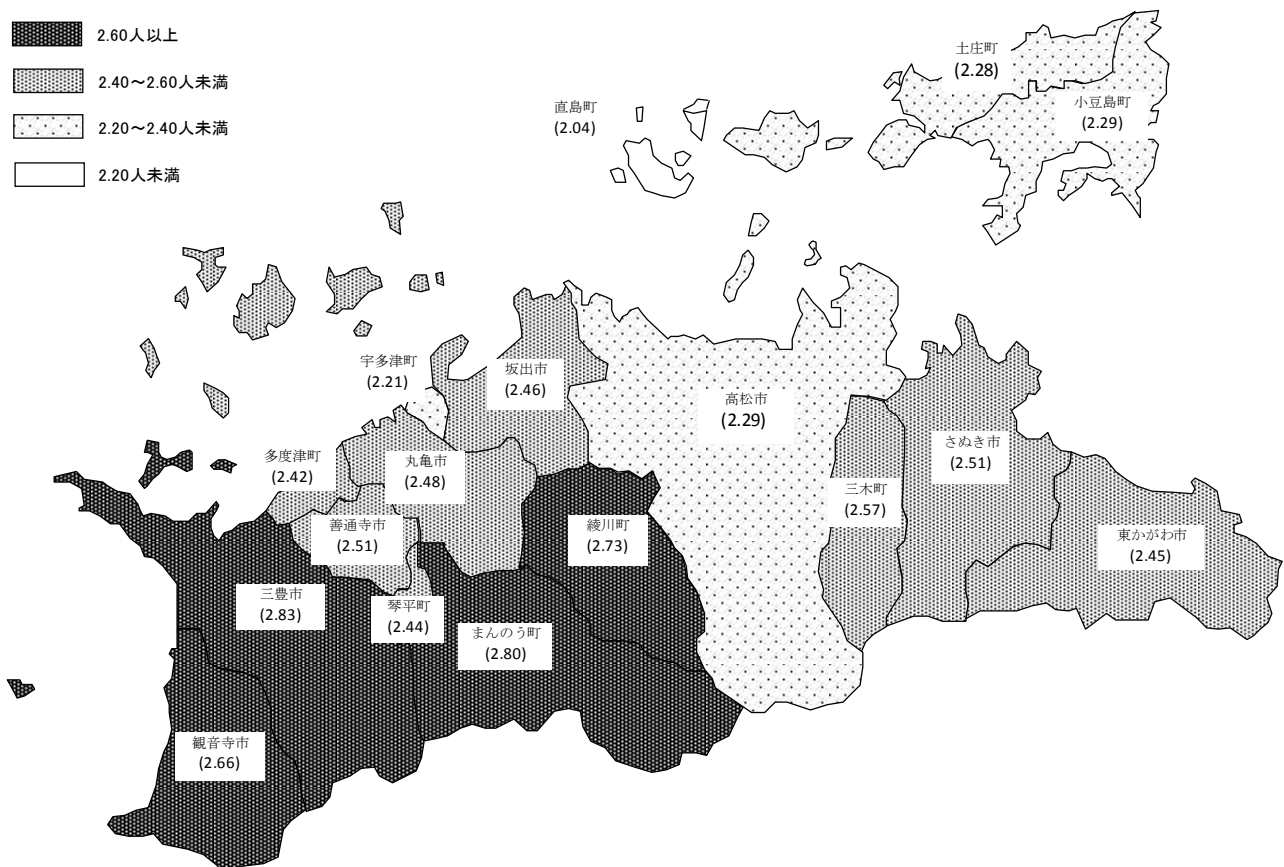 2.60人以上
2.40～2.60人未満
2.20～2.40人未満
2.20人未満
土庄町
(2.28)
直島町
(2.04)
小豆島町
(2.29)
宇多津町
(2.21)
坂出市
(2.46)
高松市
(2.29)
さぬき市
(2.51)
多度津町
(2.42)
丸亀市
(2.48)
三木町
(2.57)
善通寺市
(2.51)
綾川町
(2.73)
東かがわ市
(2.45)
三豊市
(2.83)
琴平町
(2.44)
まんのう町
(2.80)
観音寺市
(2.66)